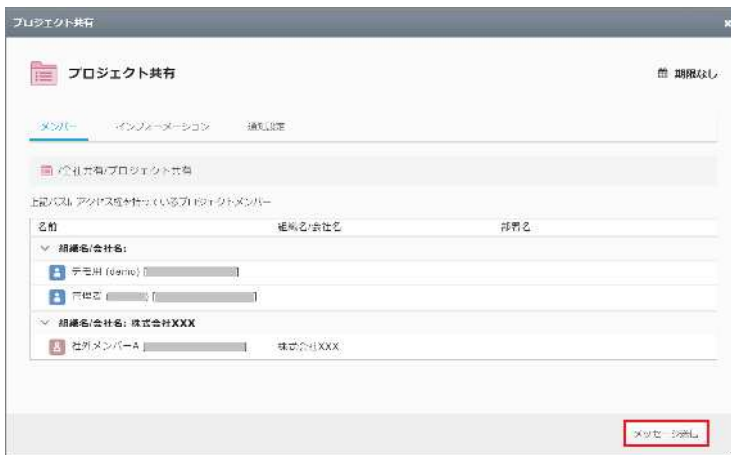 プロジェクト共有
プロジェクト共有
期限なし
メンバー インフォーメーション 通知設定
/会社共有/プロジェクト共有
上記パスにアクセス権を持っているプロジェクトメンバー
名前 組織名/会社名 部署名
組織名/会社名:
デモ用 (demo) [ ]
管理者 ( ) [ ]
組織名/会社名: 株式会社XXX
社外メンバーA [ ] 株式会社XXX
メッセージ送信